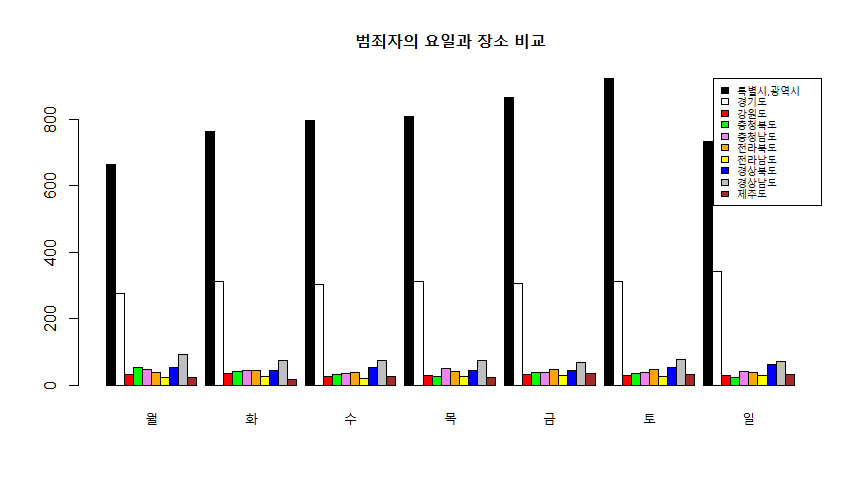 범죄자의 요일과 장소 비교
800
600
400
200
0
특별시,광역시
경기도
강원도
충청북도
충청남도
전라북도
전라남도
경상북도
경상남도
제주도
월 화 수 목 금 토 일